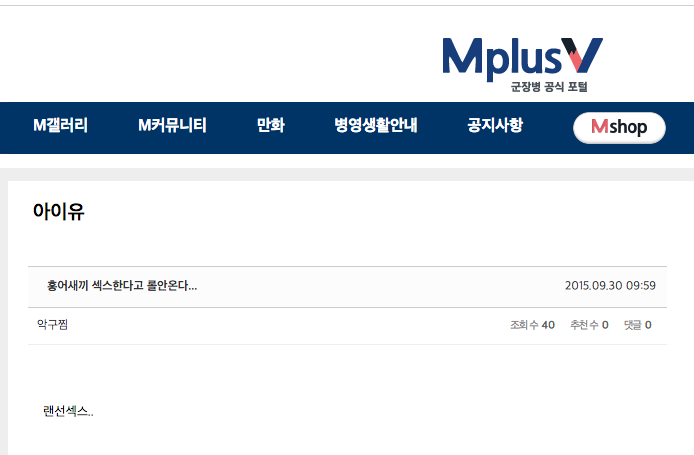 MplusV
군장병 공식 포털
M갤러리 M커뮤니티 만화 병영생활안내 공지사항 Mshop
아이유
홍어새끼 섹스한다고 롤안온다... 2015.09.30 09:59
악구찜 조회수 40 추천수 0 댓글 0
랜선섹스..